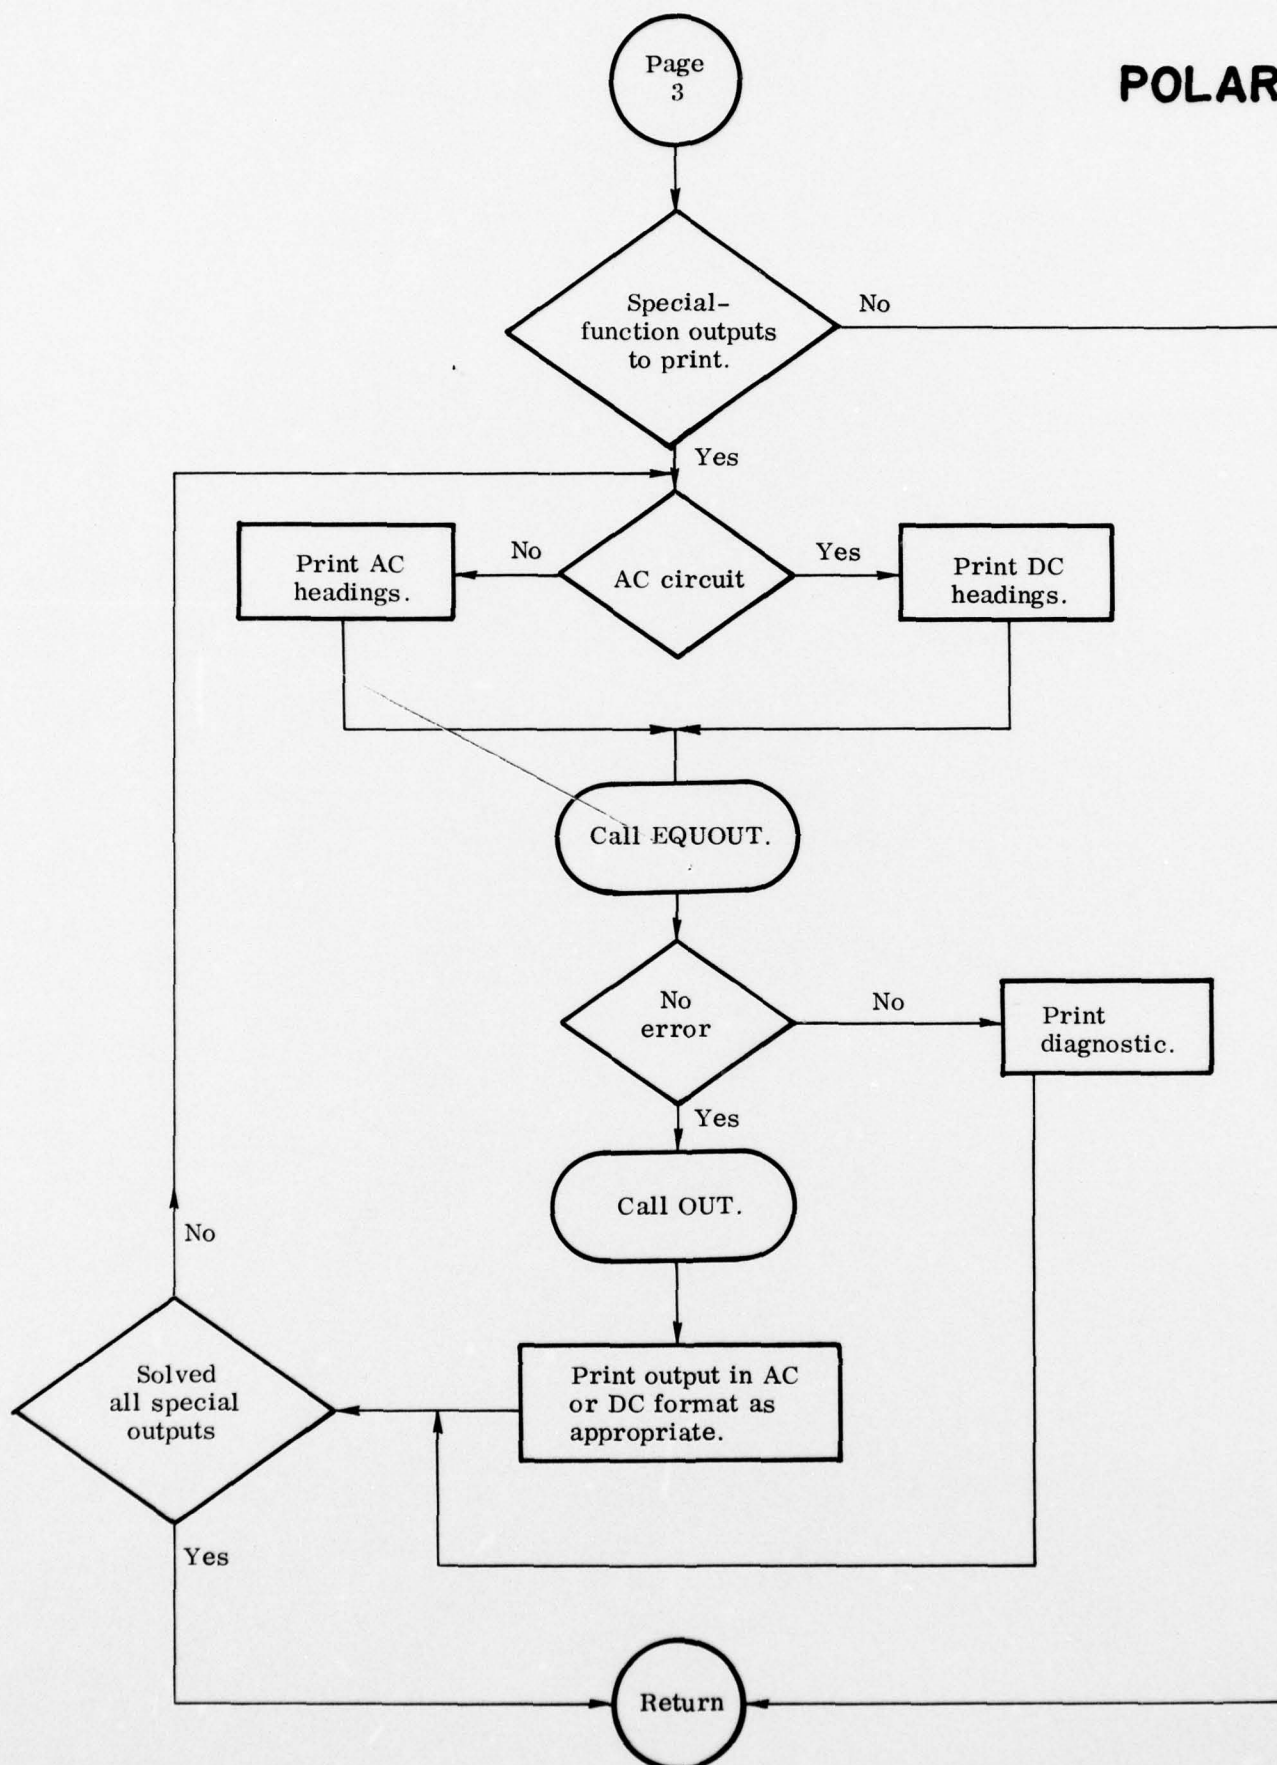 Page
3
POLAR
Special-
function outputs
to print.
No
Yes
Print AC
headings.
No
AC circuit
Yes
Print DC
headings.
Call EQUOUT.
No
error
No
Print
diagnostic.
Yes
Call OUT.
No
Solved
all special
outputs
Print output in AC
or DC format as
appropriate.
Yes
Return